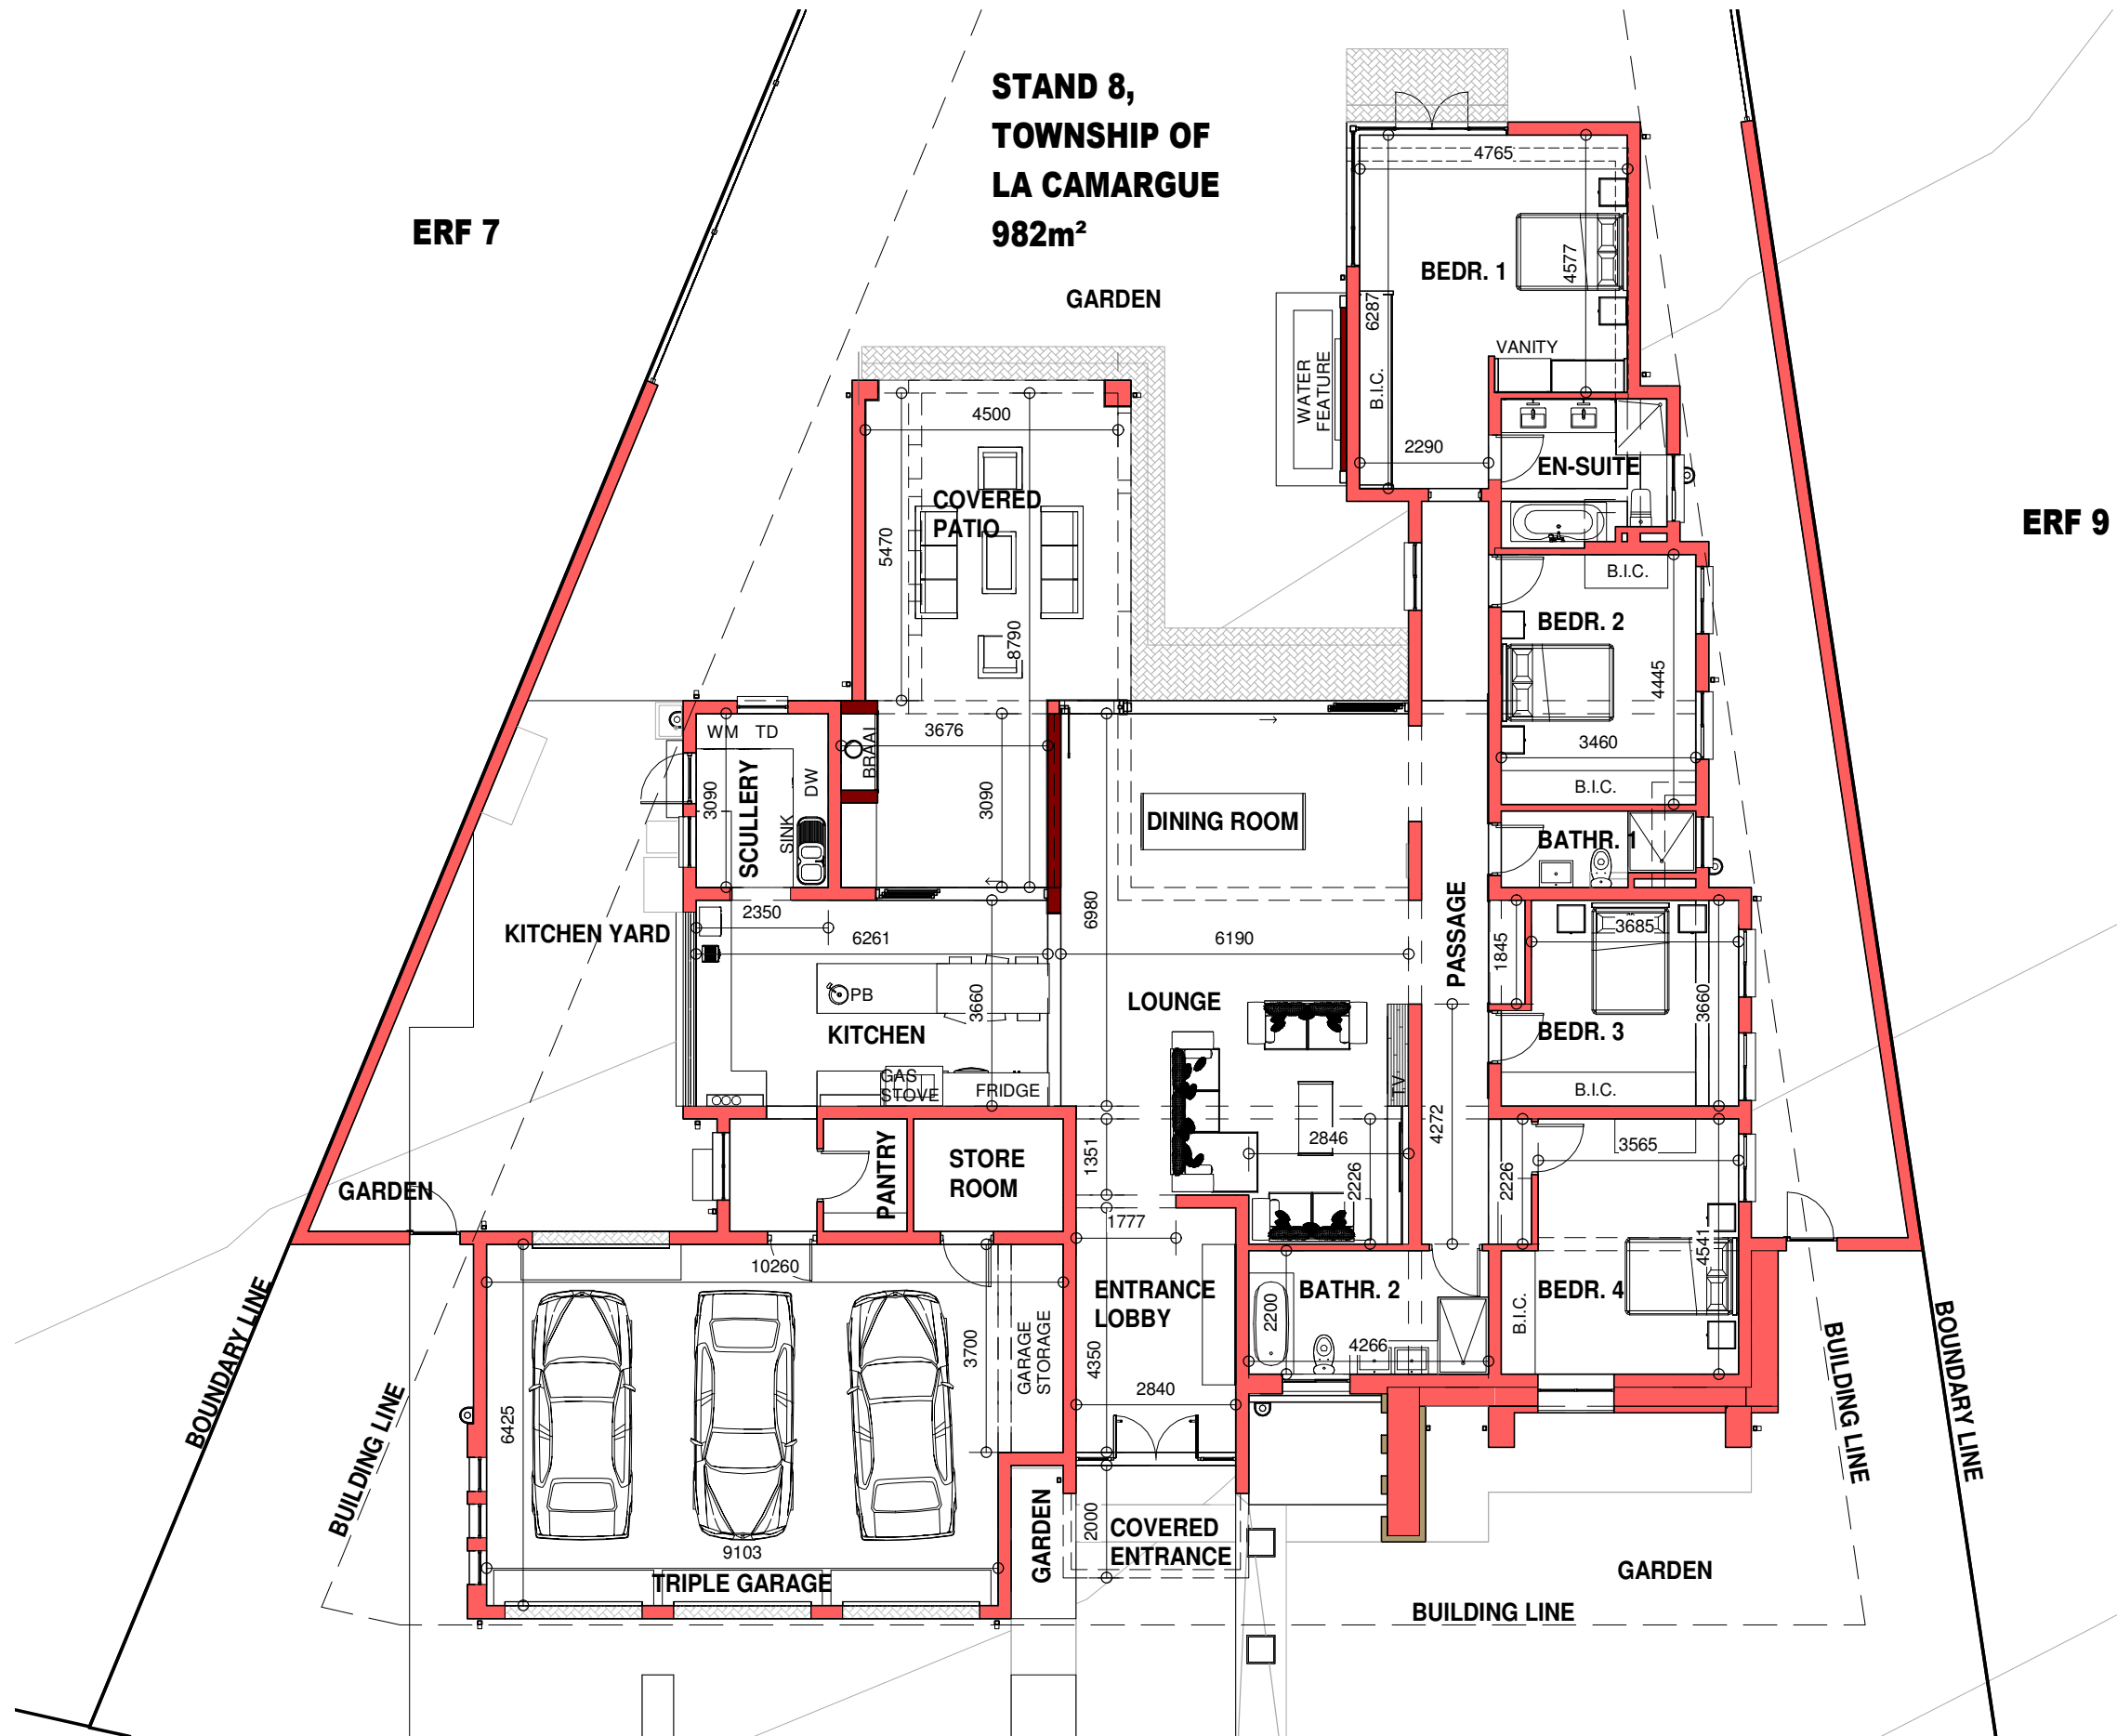 STAND 8,
TOWNSHIP OF
LA CAMARGUE
982m²
ERF 7
ERF 9
GARDEN
4765
4577
BEDR. 1
6287
B.I.C.
VANITY
WATER
FEATURE
2290
EN-SUITE
4500
COVERED
PATIO
5470
8790
B.I.C.
BEDR. 2
4445
3460
B.I.C.
WM
TD
DW
SINK
SCULLERY
3090
BRAAI
3676
3090
DINING ROOM
BATHR. 1
PASSAGE
KITCHEN YARD
2350
6261
6980
6190
1845
3685
3660
PB
3660
KITCHEN
LOUNGE
BEDR. 3
GAS
STOVE
FRIDGE
TV
B.I.C.
4272
1351
2846
2226
2226
3565
GARDEN
PANTRY
STORE
ROOM
1777
10260
ENTRANCE
LOBBY
BATHR. 2
2200
4266
B.I.C.
BEDR. 4
4541
3700
GARAGE
STORAGE
4350
2840
6425
BOUNDARY LINE
BUILDING LINE
BUILDING LINE
BOUNDARY LINE
9103
TRIPLE GARAGE
GARDEN
2000
COVERED
ENTRANCE
GARDEN
BUILDING LINE